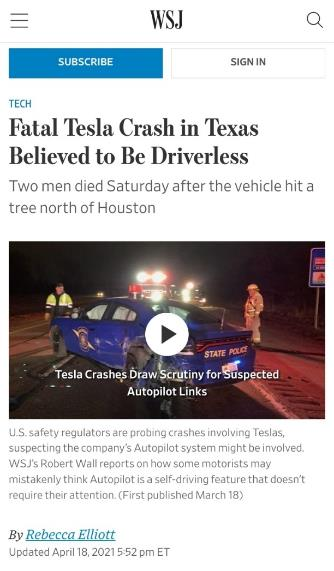 WSJ
SUBSCRIBE
SIGN IN
TECH
Fatal Tesla Crash in Texas
Believed to Be Driverless
Two men died Saturday after the vehicle hit a
tree north of Houston
STATE POLICE
Tesla Crashes Draw Scrutiny for Suspected
Autopilot Links
U.S. safety regulators are probing crashes involving Teslas,
suspecting the company's Autopilot system might be involved.
WSJ's Robert Wall reports on how some motorists may
mistakenly think Autopilot is a self-driving feature that doesn't
require their attention. (First published March 18)
By Rebecca Elliott
Updated April 18, 2021 5:52 pm ET